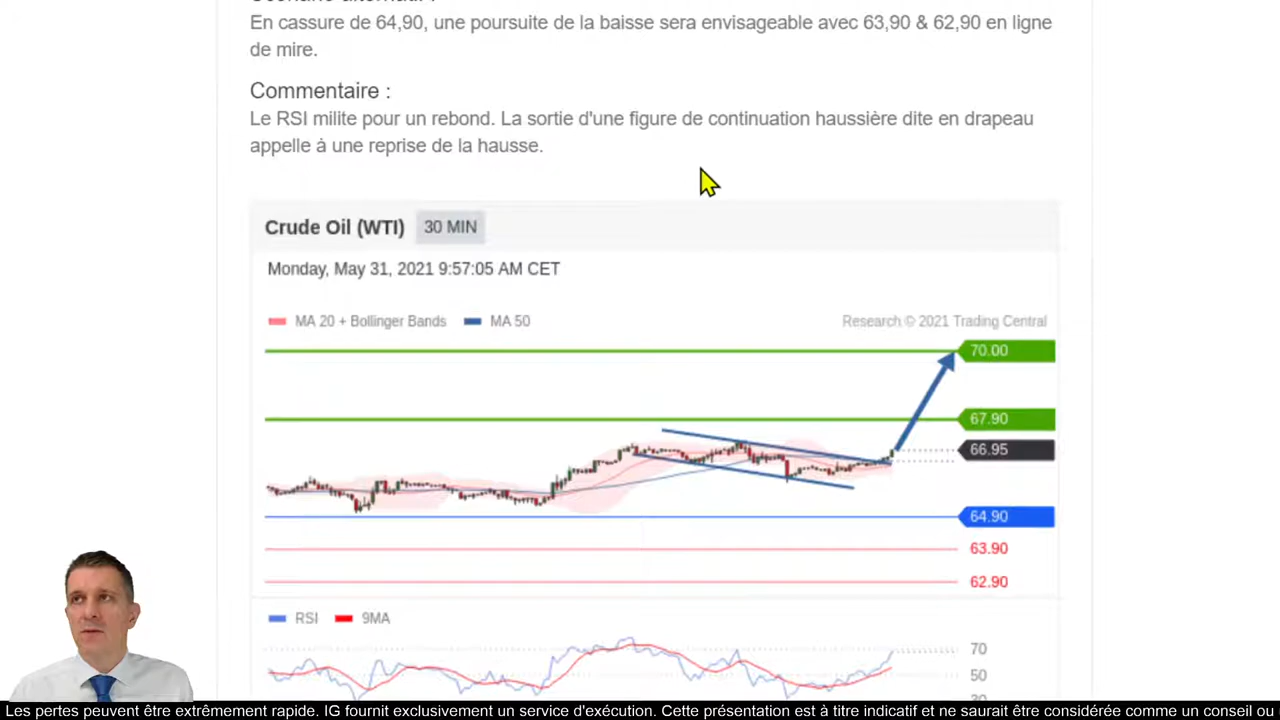 Scénario alternatif :
En cassure de 64,90, une poursuite de la baisse sera envisageable avec 63,90 & 62,90 en ligne
de mire.
Commentaire :
Le RSI milite pour un rebond. La sortie d'une figure de continuation haussière dite en drapeau
appelle à une reprise de la hausse.
Crude Oil (WTI) 30 MIN
Monday, May 31, 2021 9:57:05 AM CET
MA 20 + Bollinger Bands MA 50 Research © 2021 Trading Central
70.00
67.90
66.95
64.90
63.90
62.90
RSI 9MA
70
50
30
Les pertes peuvent être extrêmement rapide. IG fournit exclusivement un service d'exécution. Cette présentation est à titre indicatif et ne saurait être considérée comme un conseil ou